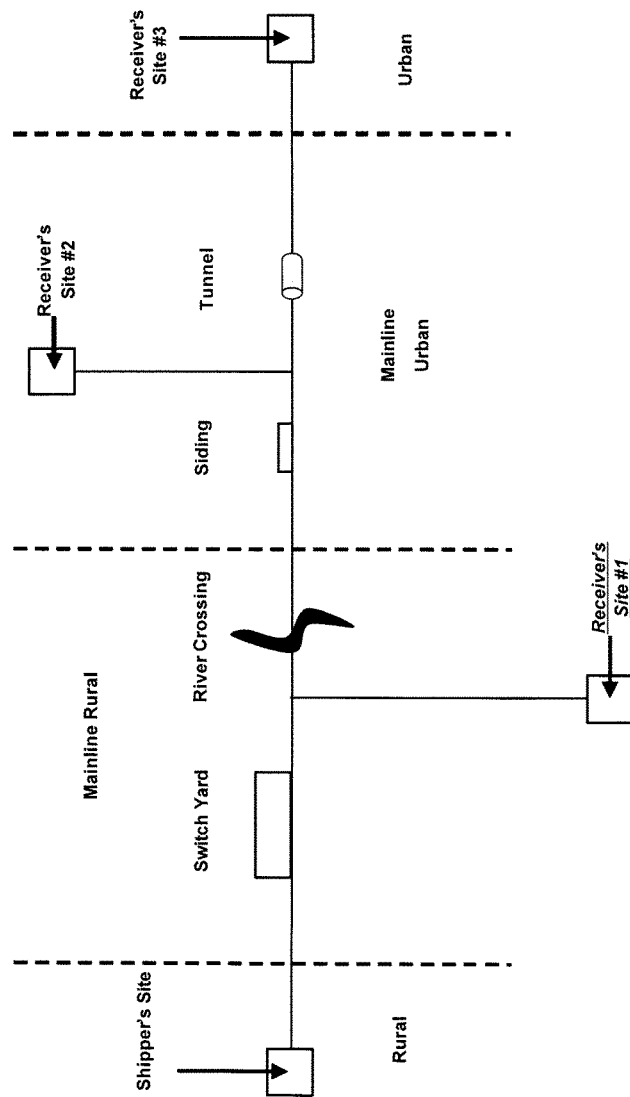 Shipper's Site
Rural
Mainline Rural
Switch Yard
River Crossing
Receiver's
Site #1
Siding
Receiver's
Site #2
Tunnel
Mainline
Urban
Receiver's
Site #3
Urban